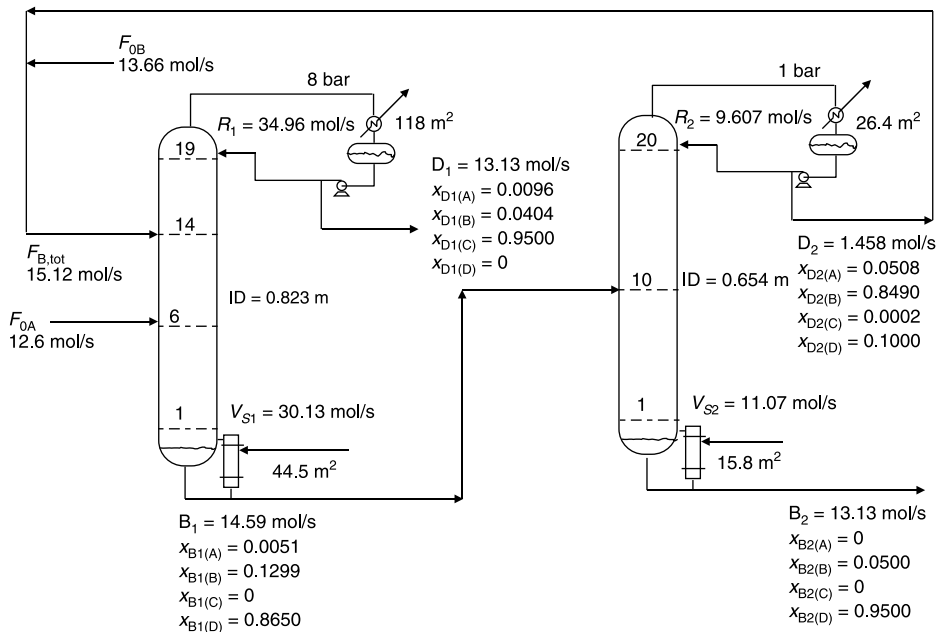 F0B
13.66 mol/s
8 bar
1 bar
R1 = 34.96 mol/s
118 m2
R2 = 9.607 mol/s
26.4 m2
19
20
D1 = 13.13 mol/s
xD1(A) = 0.0096
xD1(B) = 0.0404
xD1(C) = 0.9500
xD1(D) = 0
14
FB,tot
15.12 mol/s
D2 = 1.458 mol/s
xD2(A) = 0.0508
xD2(B) = 0.8490
xD2(C) = 0.0002
xD2(D) = 0.1000
ID = 0.823 m
10
ID = 0.654 m
F0A
12.6 mol/s
6
1
VS1 = 30.13 mol/s
44.5 m2
1
VS2 = 11.07 mol/s
15.8 m2
B1 = 14.59 mol/s
xB1(A) = 0.0051
xB1(B) = 0.1299
xB1(C) = 0
xB1(D) = 0.8650
B2 = 13.13 mol/s
xB2(A) = 0
xB2(B) = 0.0500
xB2(C) = 0
xB2(D) = 0.9500